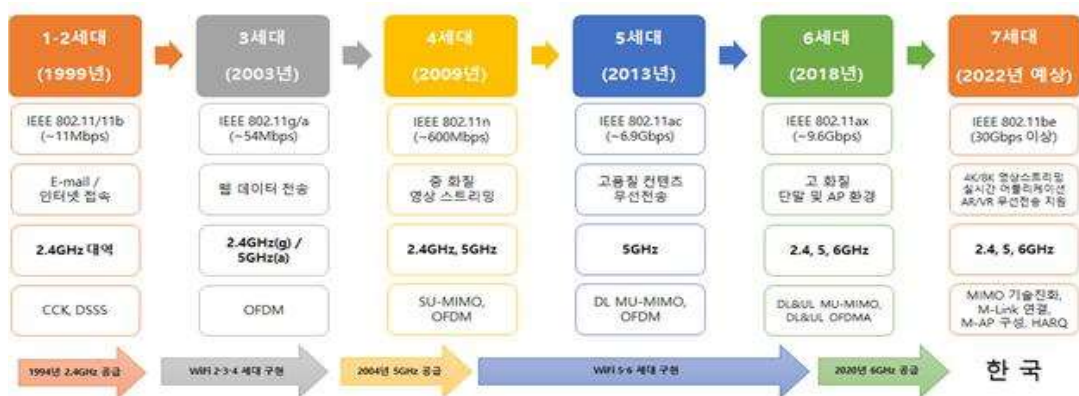 1-2세대
(1999년)
3세대
(2003년)
4세대
(2009년)
5세대
(2013년)
6세대
(2018년)
7세대
(2022년 예상)
IEEE 802.11/11b
(~11Mbps)
IEEE 802.11g/a
(~54Mbps)
IEEE 802.11n
(~600Mbps)
IEEE 802.11ac
(~6.9Gbps)
IEEE 802.11ax
(~9.6Gbps)
IEEE 802.11be
(30Gbps 이상)
E-mail /
인터넷 접속
웹 데이터 전송
중 화질
영상 스트리밍
고품질 컨텐츠
무선전송
고 화질
단말 및 AP 환경
4K/8K 영상스트리밍
실시간 어플리케이션
AR/VR 무선전송 지원
2.4GHz 대역
2.4GHz(g) /
5GHz(a)
2.4GHz, 5GHz
5GHz
2.4, 5, 6GHz
2.4, 5, 6GHz
CCK, DSSS
OFDM
SU-MIMO,
OFDM
DL MU-MIMO,
OFDM
DL&UL MU-MIMO,
DL&UL OFDMA
MIMO 기술진화,
M-Link 연결,
M-AP 구성, HARQ
1994년 2.4GHz 공급
WiFi 2·3·4 세대 구현
2004년 5GHz 공급
WiFi 5·6 세대 구현
2020년 6GHz 공급
한 국